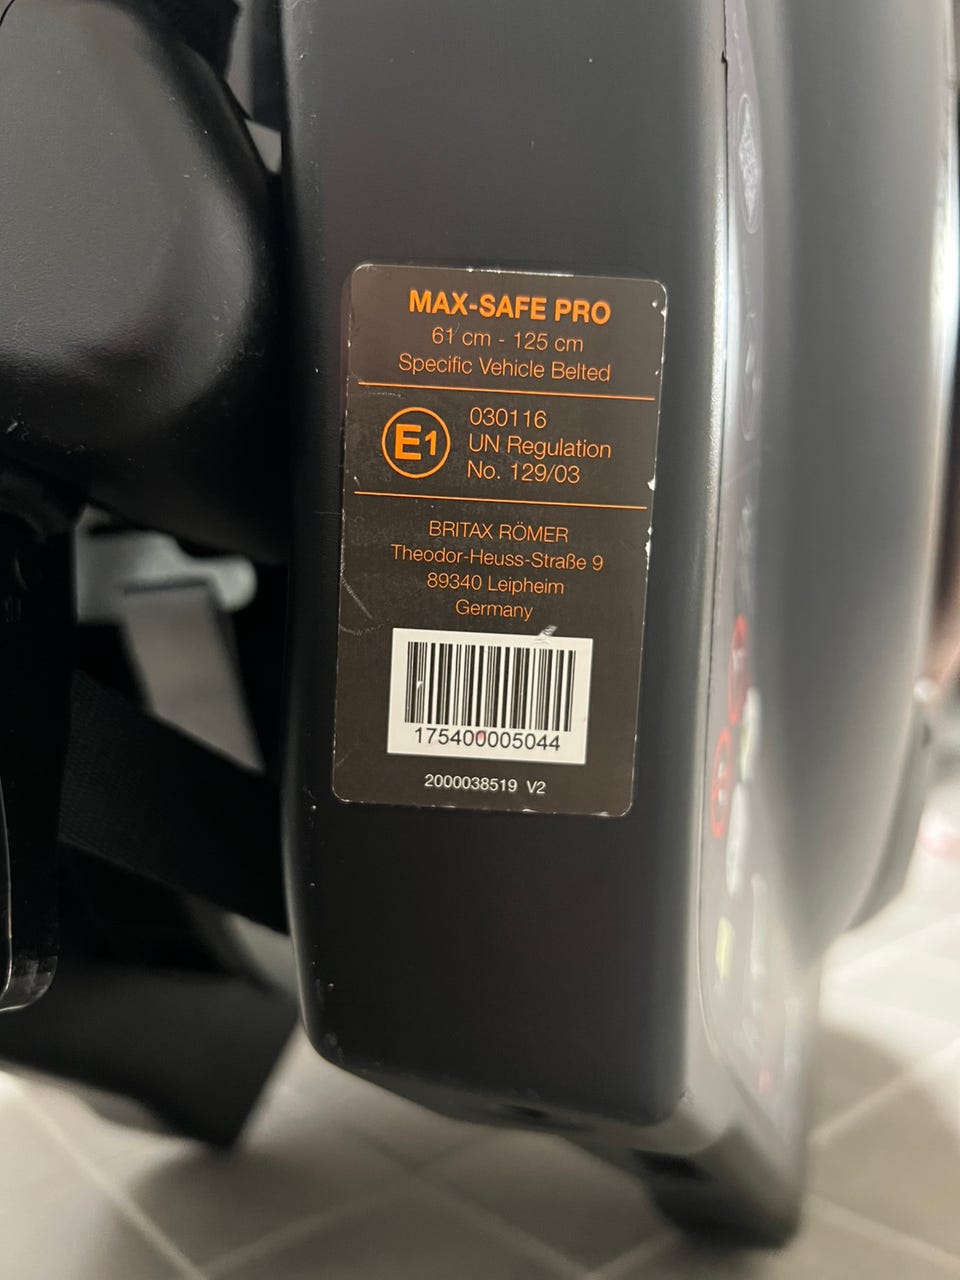 MAX-SAFE PRO
61 cm - 125 cm
Specific Vehicle Belted
E1
030116
UN Regulation
No. 129/03
BRITAX RÖMER
Theodor-Heuss-Straße 9
89340 Leipheim
Germany
175400005044
2000038519 V2